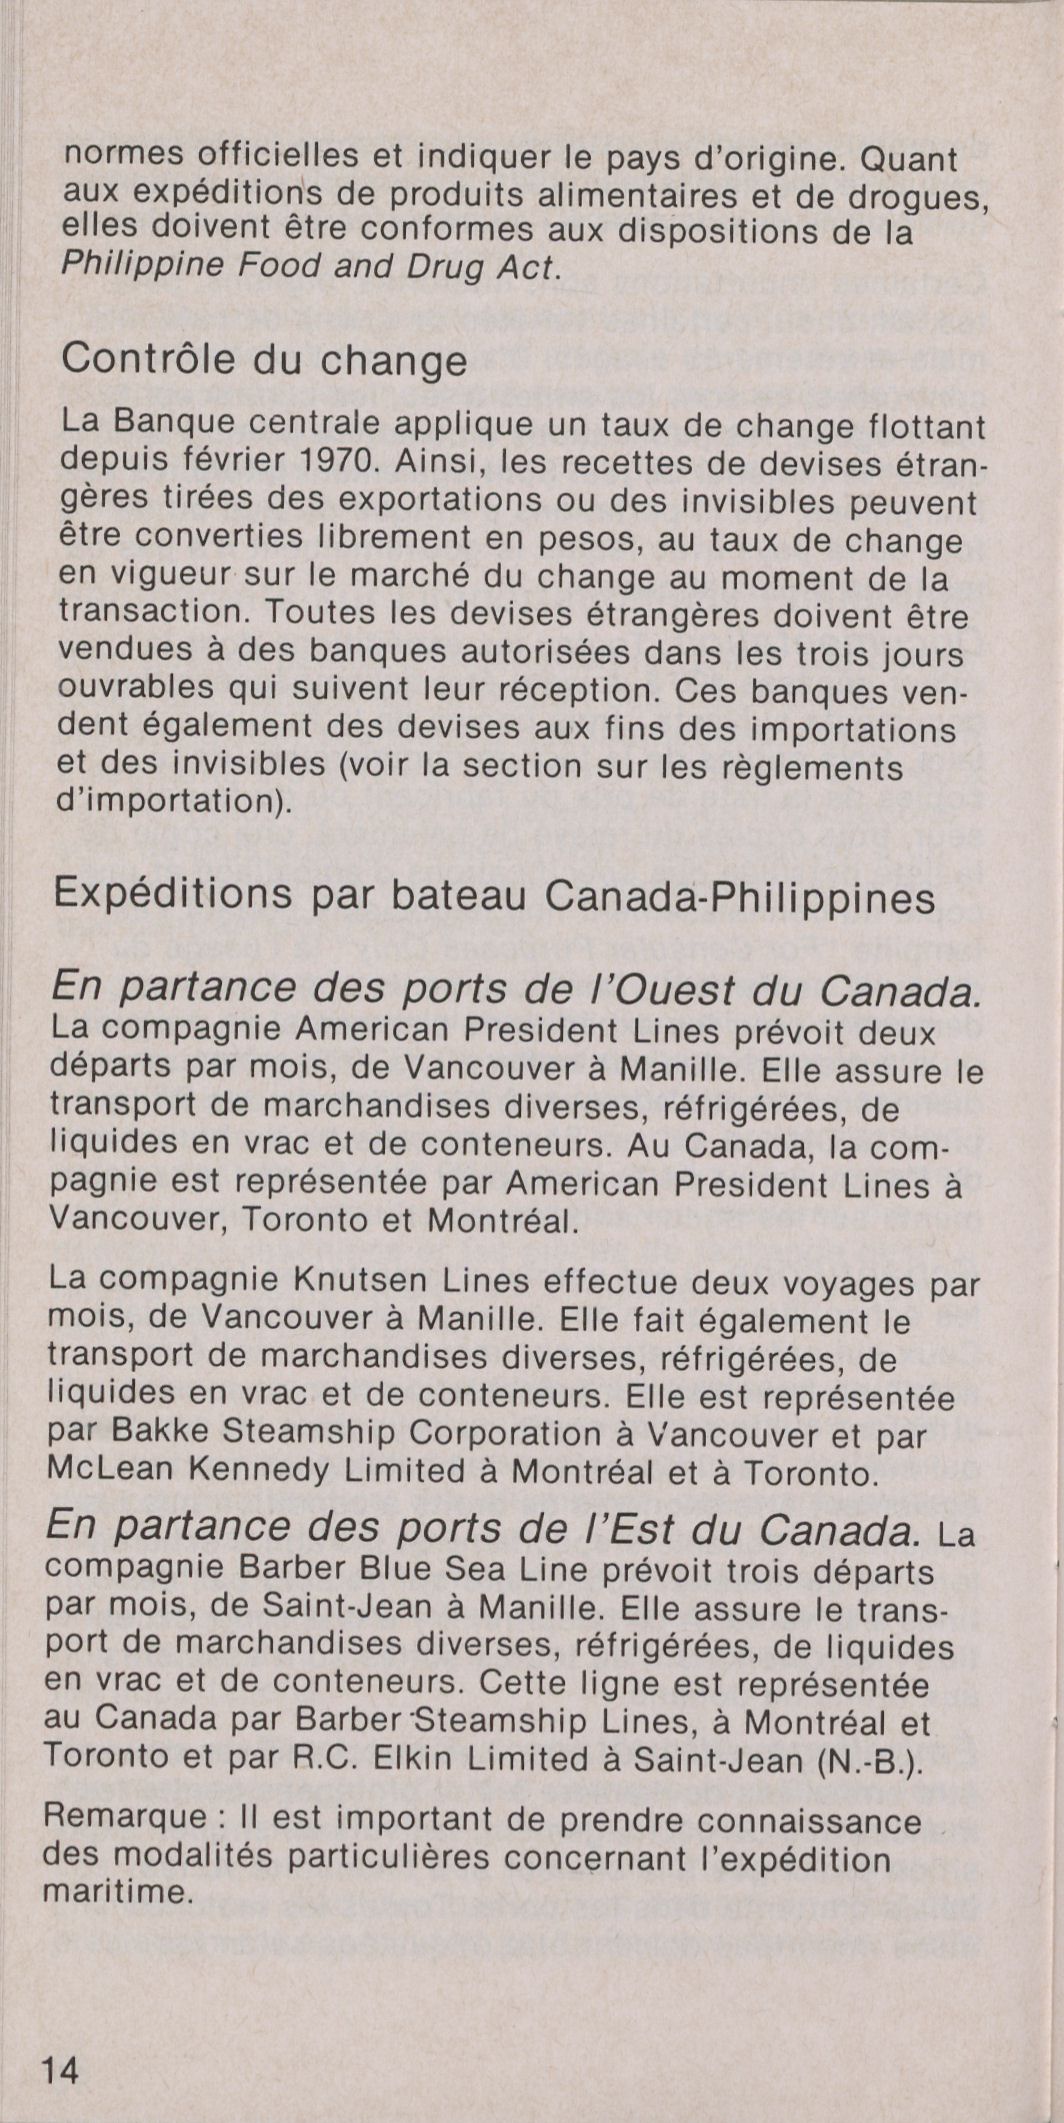 normes officielles et indiquer le pays d'origine. Quant
aux expéditions de produits alimentaires et de drogues,
elles doivent être conformes aux dispositions de la
Philippine Food and Drug Act.
Contrôle du change
La Banque centrale applique un taux de change flottant
depuis février 1970. Ainsi, les recettes de devises étran-
gères tirées des exportations ou des invisibles peuvent
être converties librement en pesos, au taux de change
en vigueur sur le marché du change au moment de la
transaction. Toutes les devises étrangères doivent être
vendues à des banques autorisées dans les trois jours
ouvrables qui suivent leur réception. Ces banques ven-
dent également des devises aux fins des importations
et des invisibles (voir la section sur les règlements
d'importation).
Expéditions par bateau Canada-Philippines
En partance des ports de l'Ouest du Canada.
La compagnie American President Lines prévoit deux
départs par mois, de Vancouver à Manille. Elle assure le
transport de marchandises diverses, réfrigérées, de
liquides en vrac et de conteneurs. Au Canada, la com-
pagnie est représentée par American President Lines à
Vancouver, Toronto et Montréal.
La compagnie Knutsen Lines effectue deux voyages par
mois, de Vancouver à Manille. Elle fait également le
transport de marchandises diverses, réfrigérées, de
liquides en vrac et de conteneurs. Elle est représentée
par Bakke Steamship Corporation à Vancouver et par
McLean Kennedy Limited à Montréal et à Toronto.
En partance des ports de l'Est du Canada. La
compagnie Barber Blue Sea Line prévoit trois départs
par mois, de Saint-Jean à Manille. Elle assure le trans-
port de marchandises diverses, réfrigérées, de liquides
en vrac et de conteneurs. Cette ligne est représentée
au Canada par Barber Steamship Lines, à Montréal et
Toronto et par R.C. Elkin Limited à Saint-Jean (N.-B.).
Remarque : Il est important de prendre connaissance
des modalités particulières concernant l'expédition
maritime.
14